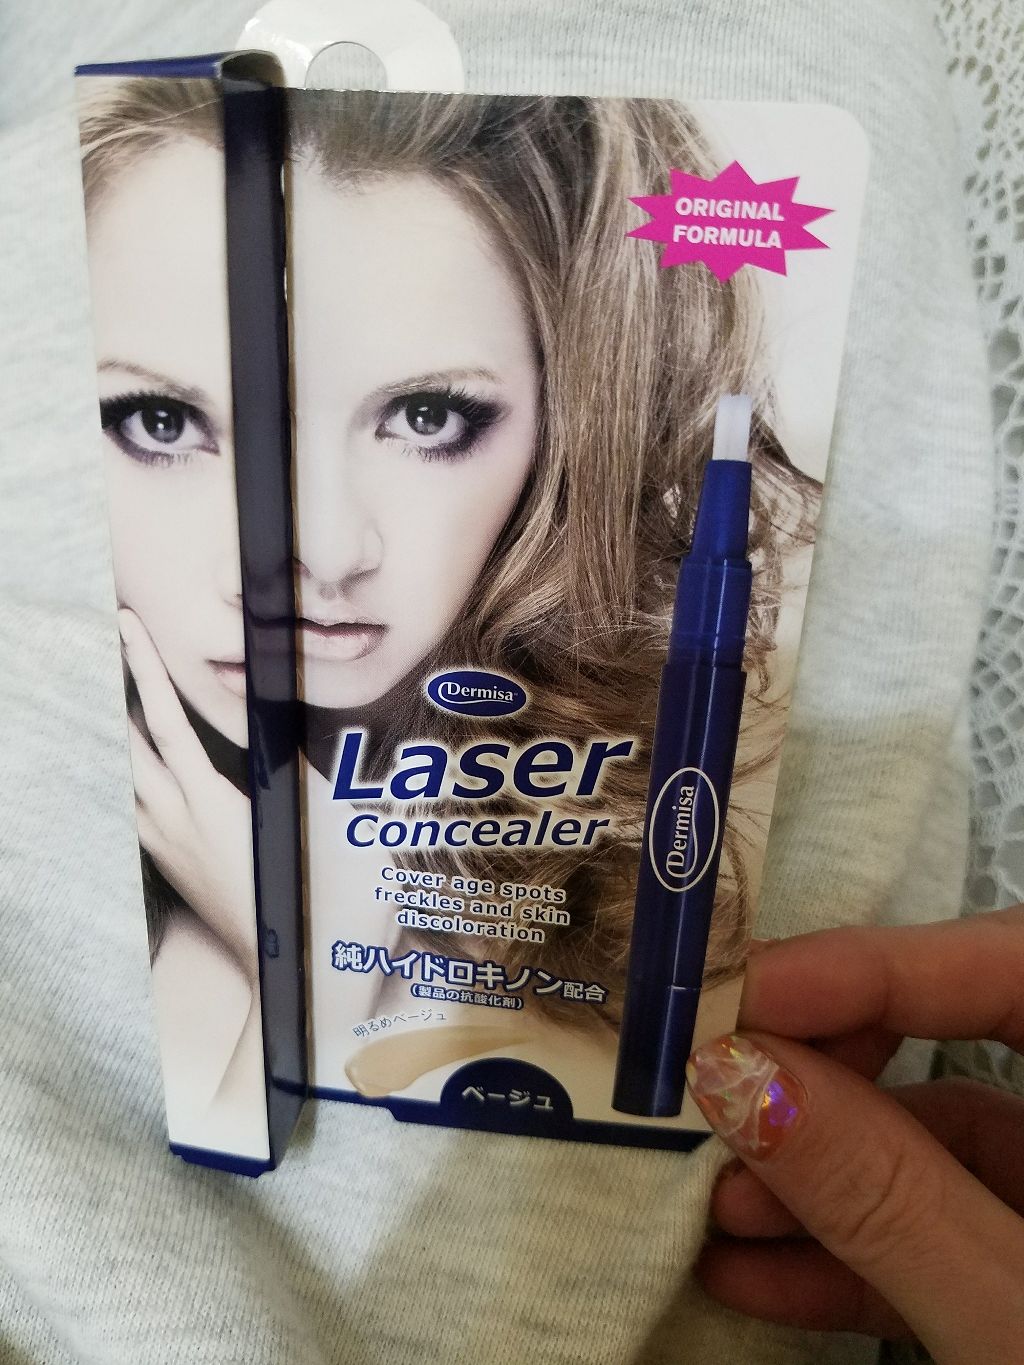 ORIGINAL
FORMULA
Dermisa
Laser
Concealer
Cover age spots
freckles and skin
discoloration
純ハイドロキノン配合
(製品の抗酸化剤)
明るめベージュ
ベージュ
Dermisa